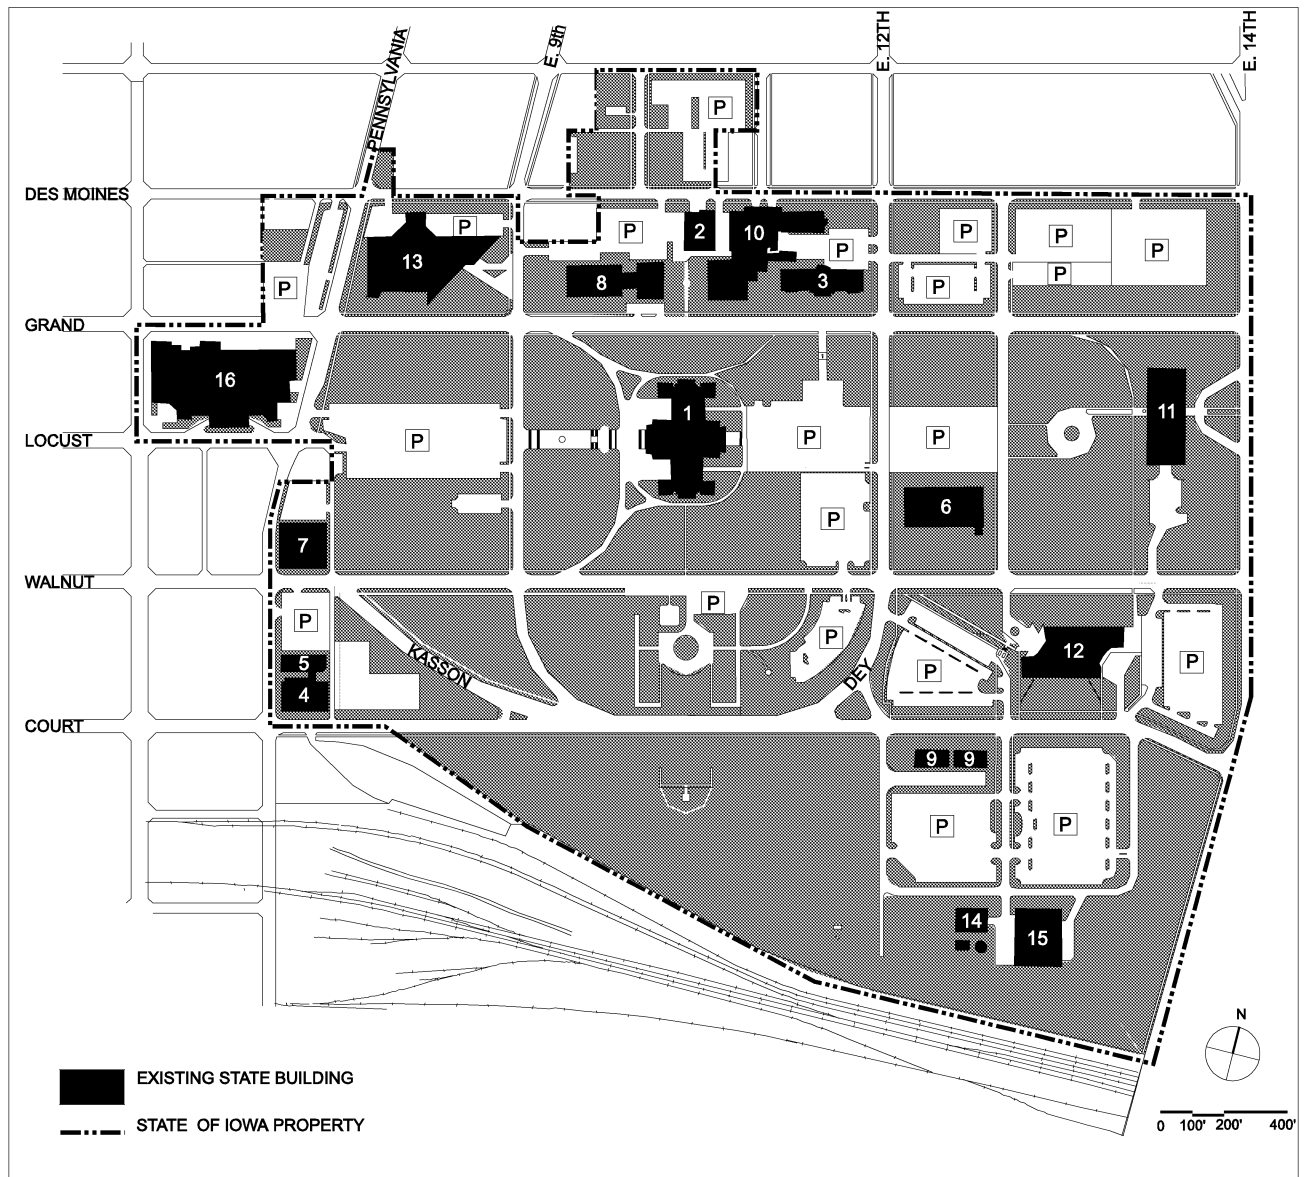 PENNSYLVANIA
E. 9th
E. 12TH
E. 14TH
P
DES MOINES
2
10
P
P
P
P
P
P
13
3
8
P
P
P
P
GRAND
16
1
11
LOCUST
P
P
P
6
P
7
WALNUT
P
P
P
KASSON
5
4
DEY
P
12
P
COURT
9
9
P
P
14
15
N
EXISTING STATE BUILDING
STATE OF IOWA PROPERTY
0 100' 200' 400'